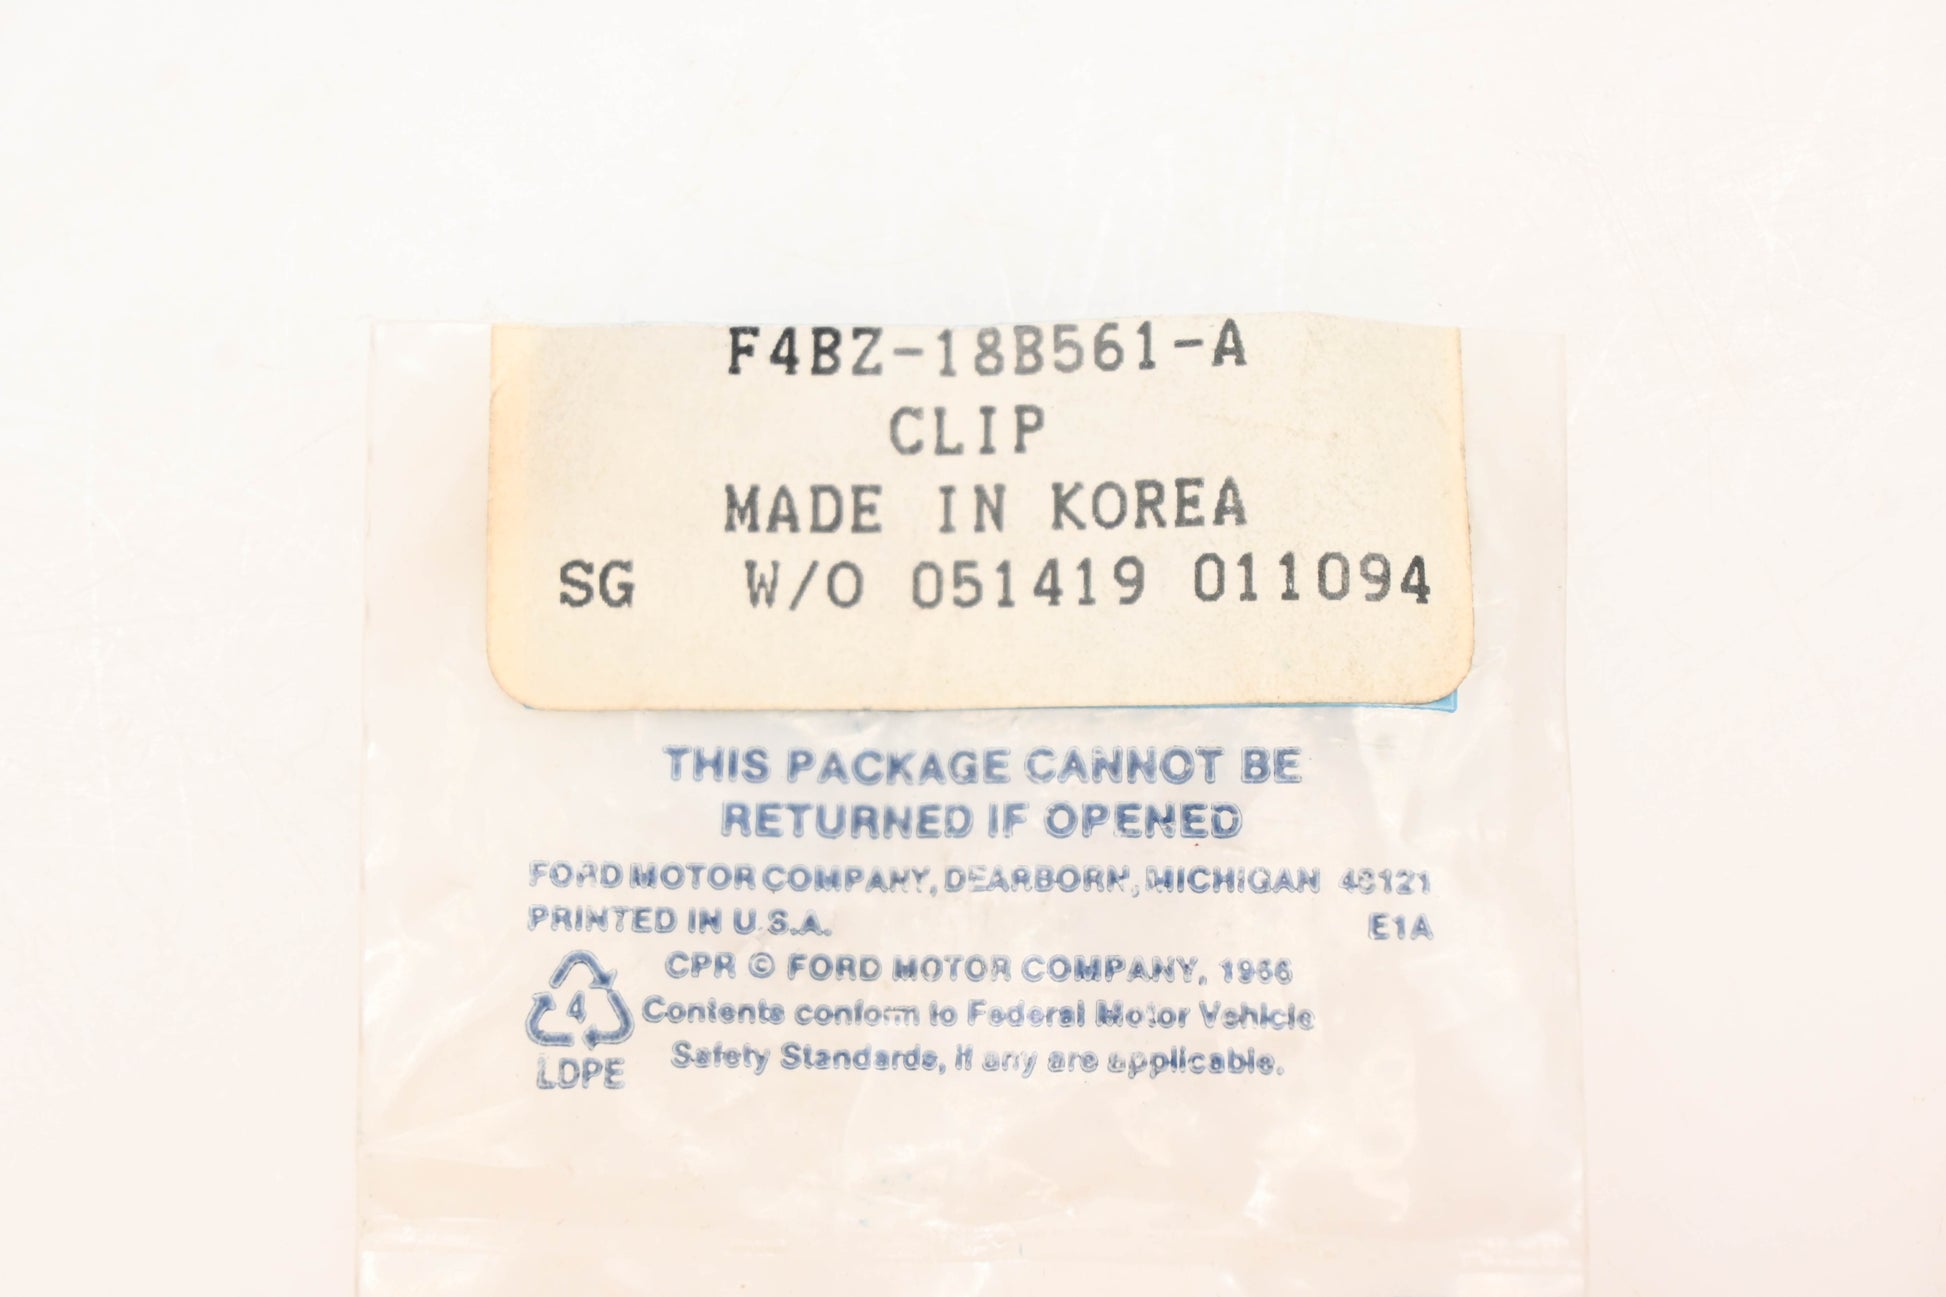 F4BZ-18B561-A
CLIP
MADE IN KOREA
SG W/O 051419 011094
THIS PACKAGE CANNOT BE
RETURNED IF OPENED
FORD MOTOR COMPANY, DEARBORN, MICHIGAN 48121
PRINTED IN U.S.A. E1A
CPR © FORD MOTOR COMPANY, 1966
4 Contents conform to Federal Motor Vehicle
LDPE Safety Standards, if any are applicable.